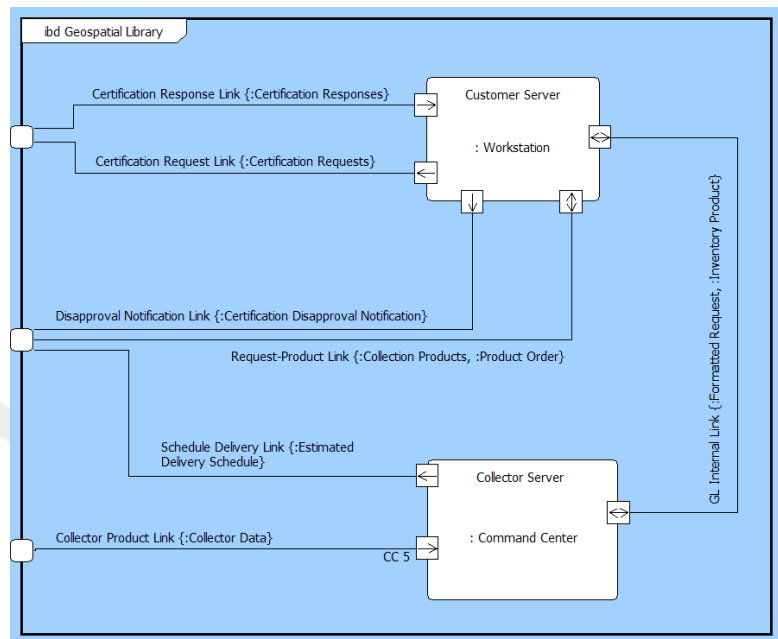 ibd Geospatial Library
Certification Response Link {:Certification Responses}
Customer Server
: Workstation
Certification Request Link {:Certification Requests}
GL Internal Link {:Formatted Request, :Inventory Product}
Disapproval Notification Link {:Certification Disapproval Notification}
Request-Product Link {:Collection Products, :Product Order}
Schedule Delivery Link {:Estimated
Delivery Schedule}
Collector Server
Collector Product Link {:Collector Data}
: Command Center
CC 5